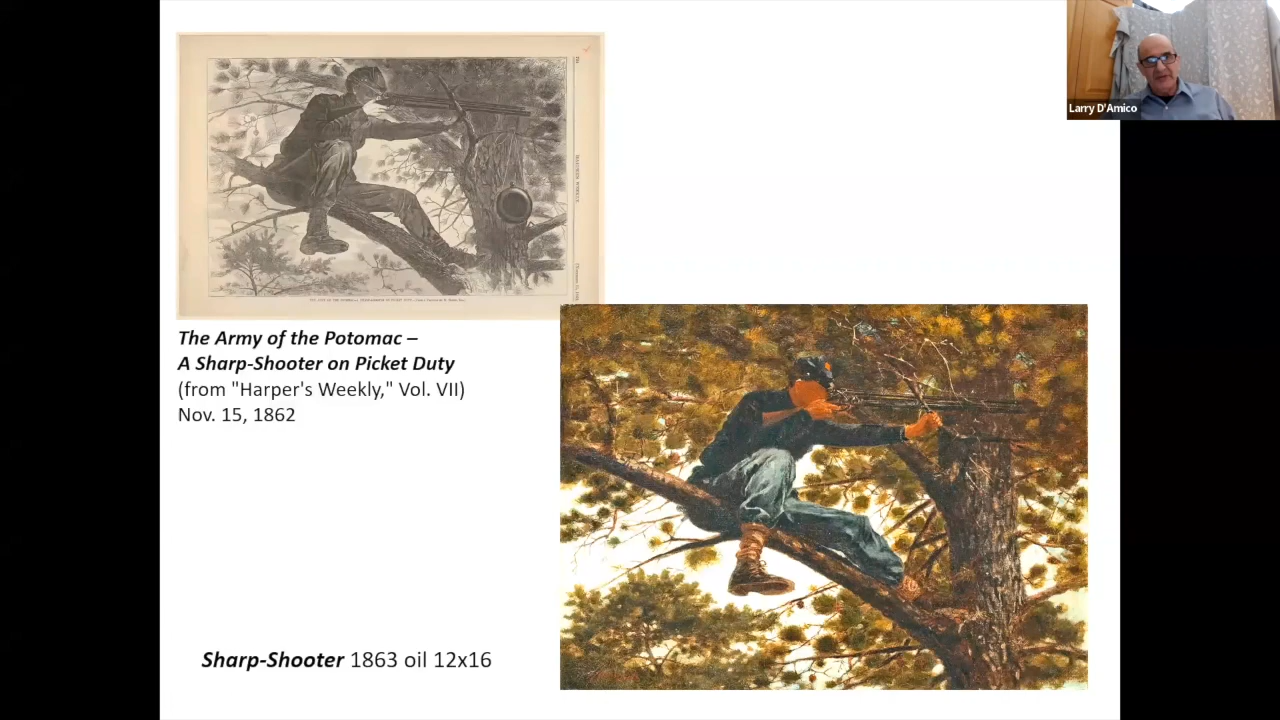 Larry D'Amico
The Army of the Potomac –
A Sharp-Shooter on Picket Duty
(from "Harper's Weekly," Vol. VII)
Nov. 15, 1862
Sharp-Shooter 1863 oil 12x16